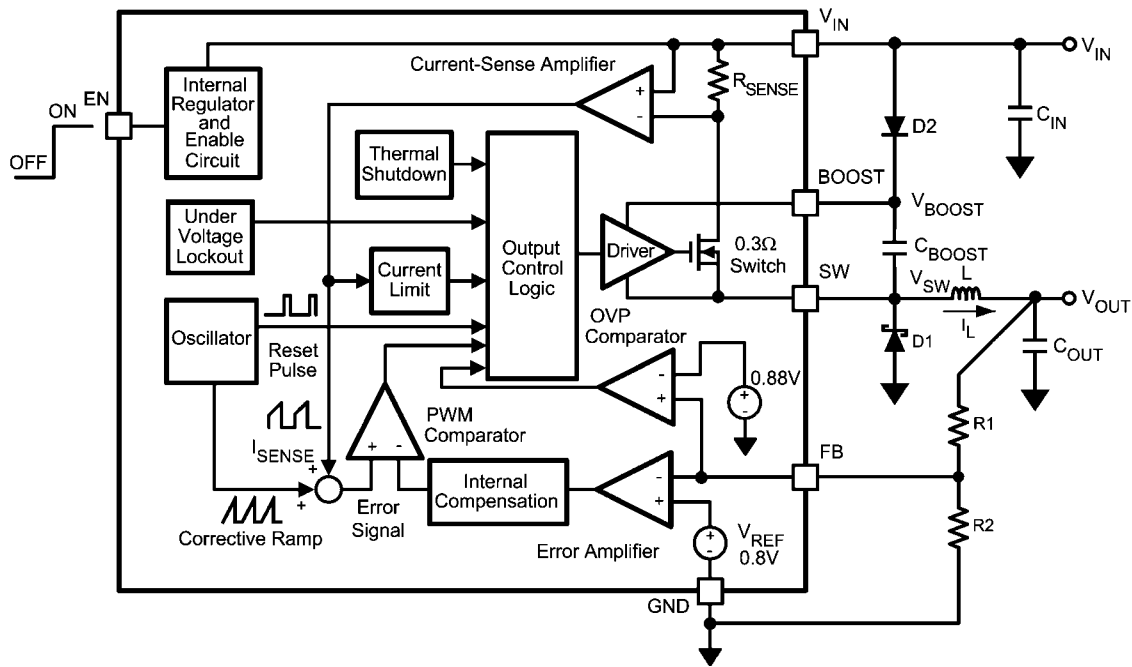 V_IN
V_IN
Current-Sense Amplifier
R_SENSE
+
-
C_IN
D2
EN
ON
OFF
Internal
Regulator
and
Enable
Circuit
Thermal
Shutdown
BOOST
V_BOOST
Under
Voltage
Lockout
Output
Control
Logic
Driver
0.3Ω
Switch
C_BOOST
Current
Limit
SW
V_SW
L
V_OUT
I_L
D1
C_OUT
Oscillator
Reset
Pulse
OVP
Comparator
-
+
0.88V
+
-
PWM
Comparator
+
-
R1
I_SENSE
+
+
FB
Internal
Compensation
-
+
Error
Signal
Corrective Ramp
Error Amplifier
V_REF
0.8V
+
-
R2
GND